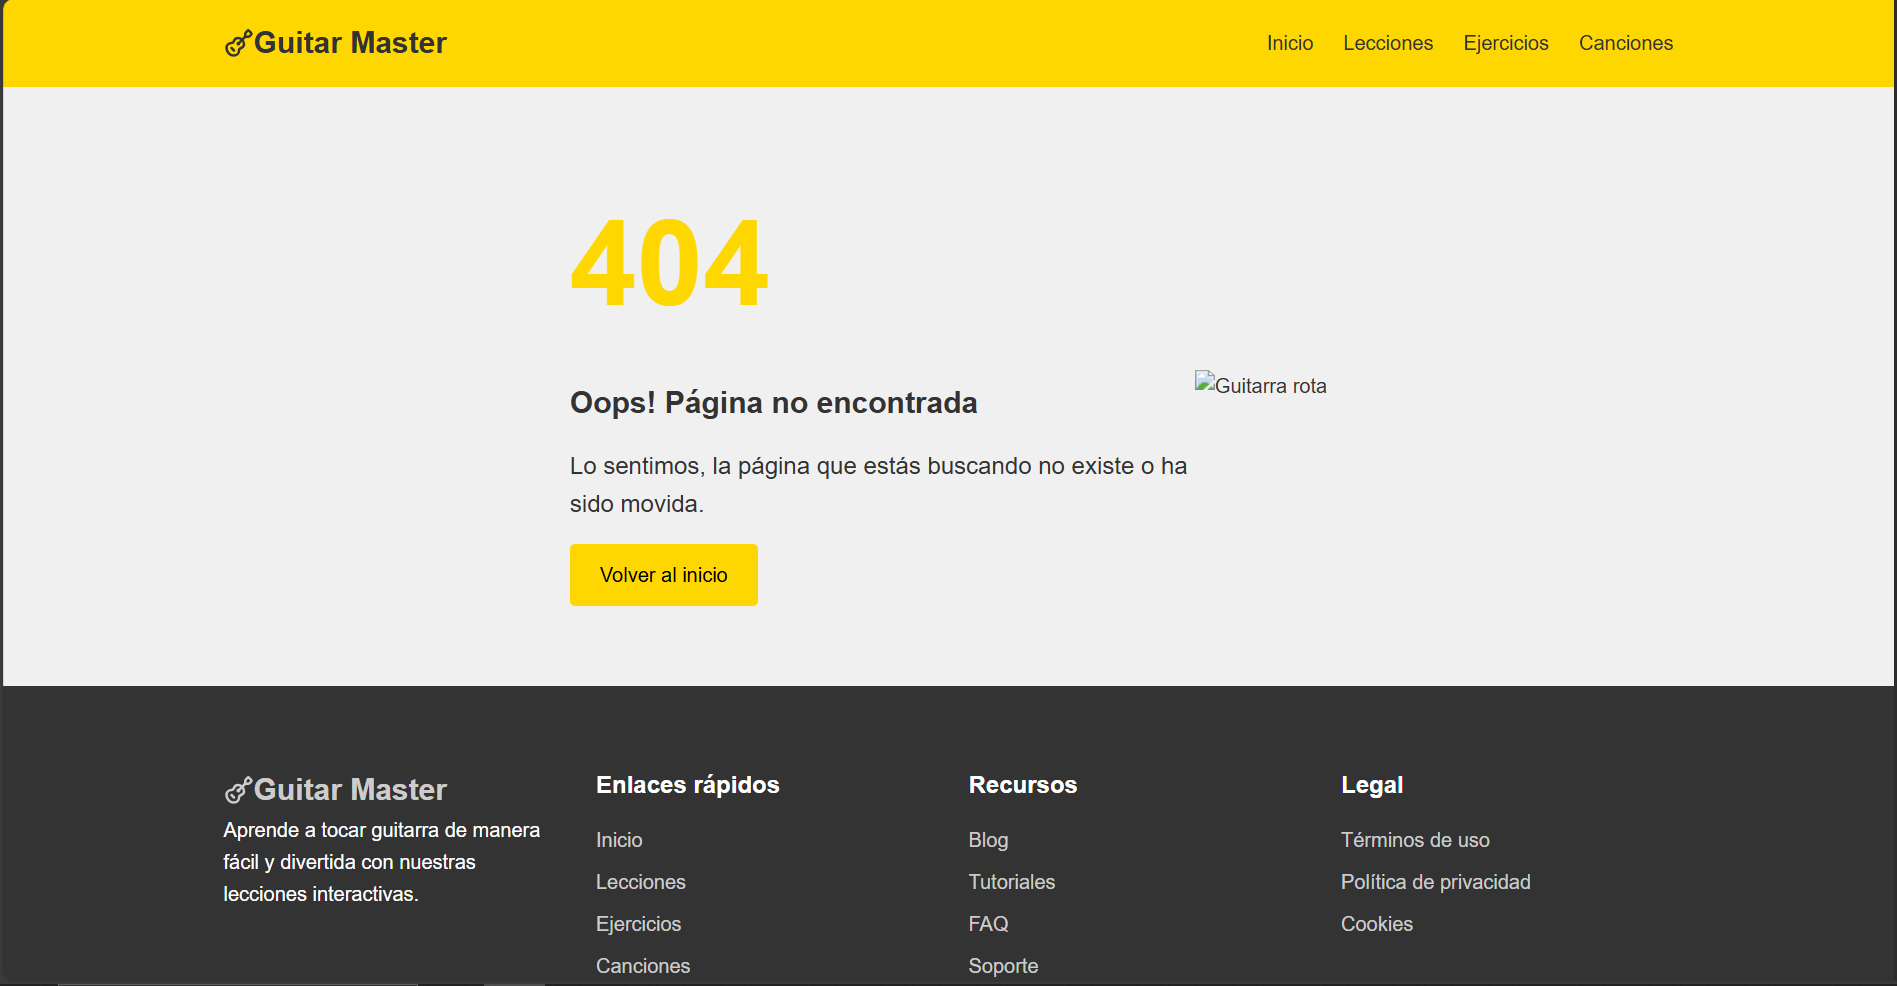 Guitar Master
Inicio Lecciones Ejercicios Canciones
404
Oops! Página no encontrada
Guitarra rota
Lo sentimos, la página que estás buscando no existe o ha
sido movida.
Volver al inicio
Guitar Master
Aprende a tocar guitarra de manera
fácil y divertida con nuestras
lecciones interactivas.
Enlaces rápidos
Inicio
Lecciones
Ejercicios
Canciones
Recursos
Blog
Tutoriales
FAQ
Soporte
Legal
Términos de uso
Política de privacidad
Cookies